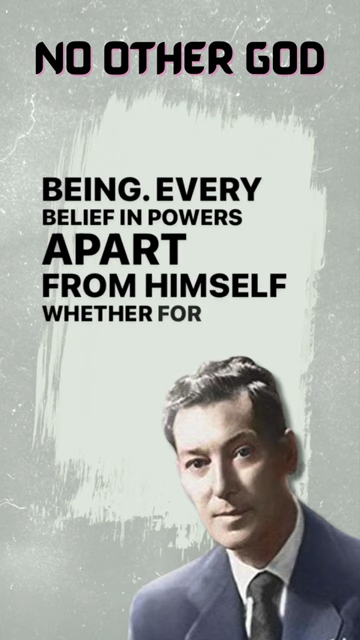 NO OTHER GOD
BEING. EVERY
BELIEF IN POWERS
APART
FROM HIMSELF
WHETHER FOR